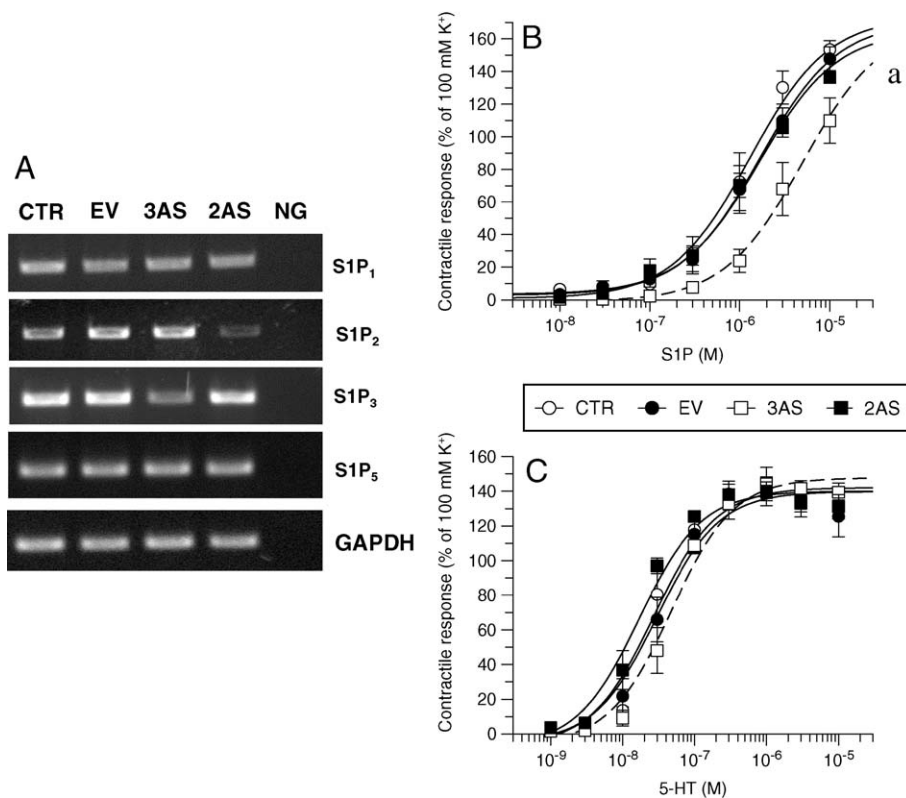 A
CTR EV 3AS 2AS NG
S1P₁
S1P₂
S1P₃
S1P₅
GAPDH
B
a
Contractile response (% of 100 mM K⁺)
160
140
120
100
80
60
40
20
0
10⁻⁸ 10⁻⁷ 10⁻⁶ 10⁻⁵
S1P (M)
CTR EV 3AS 2AS
C
Contractile response (% of 100 mM K⁺)
160
140
120
100
80
60
40
20
0
10⁻⁹ 10⁻⁸ 10⁻⁷ 10⁻⁶ 10⁻⁵
5-HT (M)